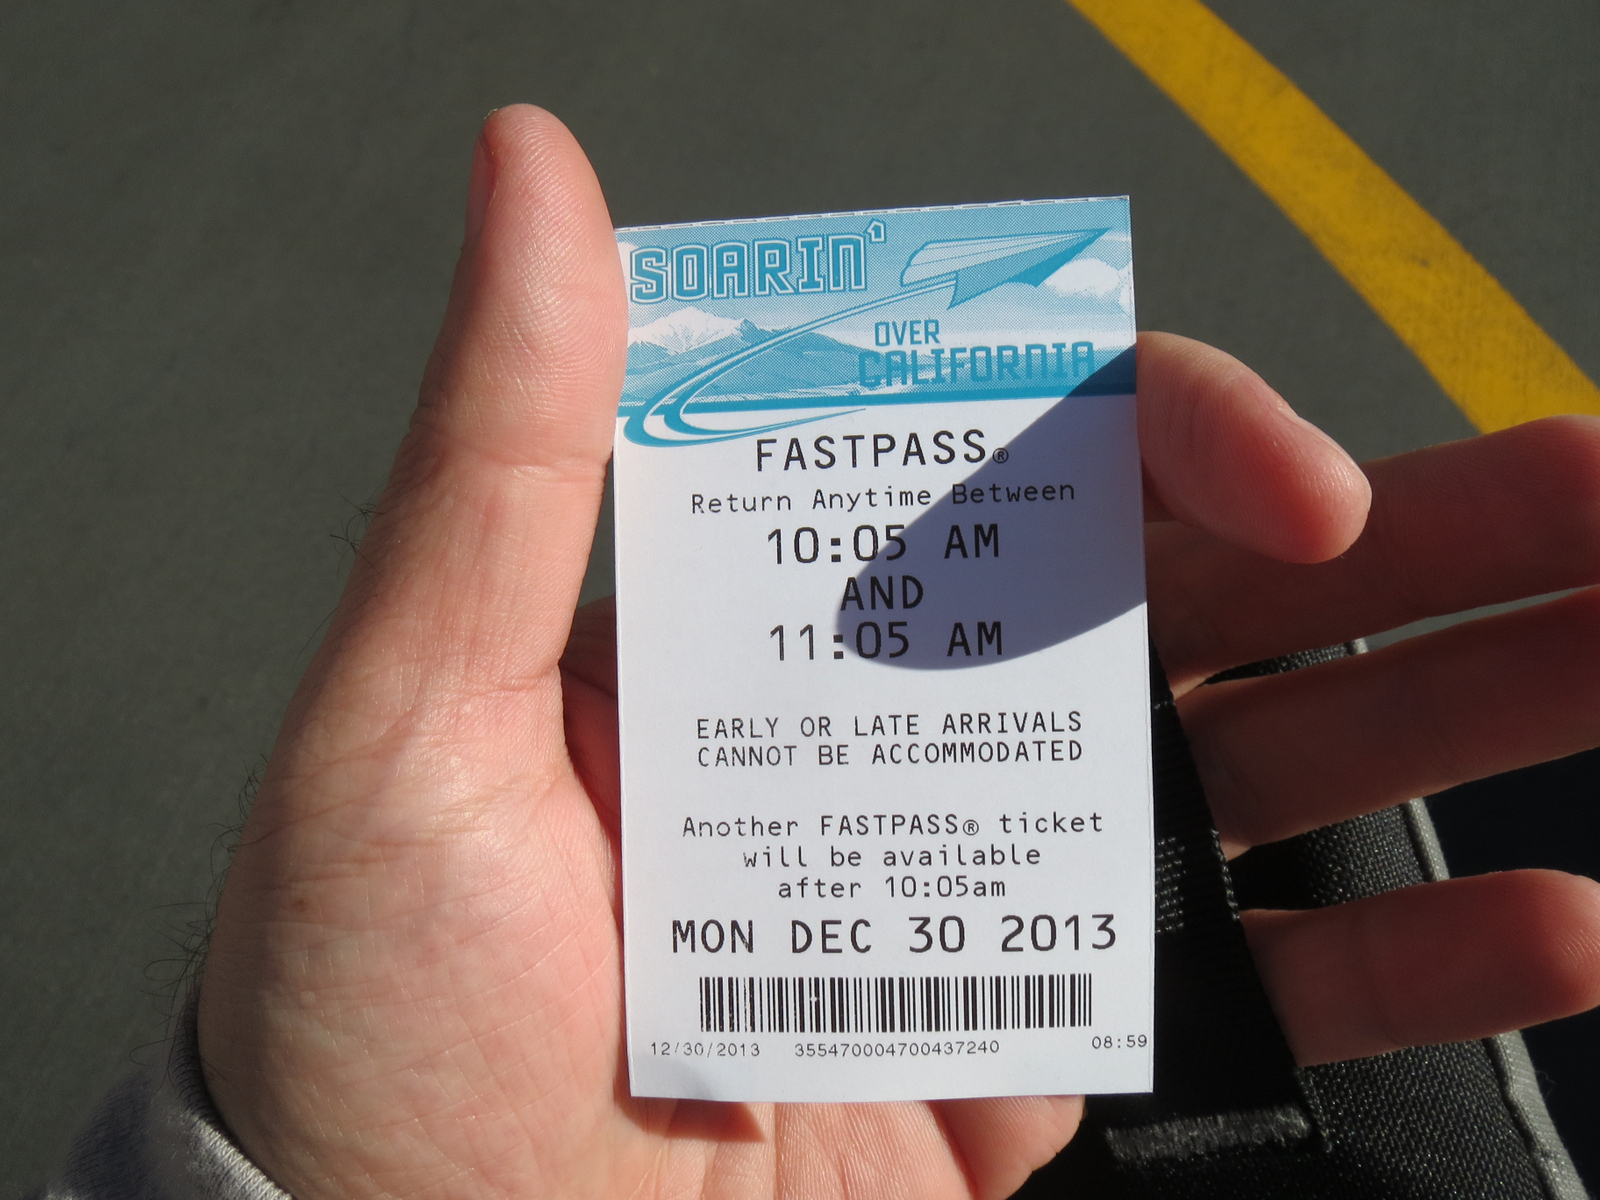 SOARIN'
OVER
CALIFORNIA
FASTPASS®
Return Anytime Between
10:05 AM
AND
11:05 AM
EARLY OR LATE ARRIVALS
CANNOT BE ACCOMMODATED
Another FASTPASS® ticket
will be available
after 10:05am
MON DEC 30 2013
12/30/2013 355470004700437240 08:59